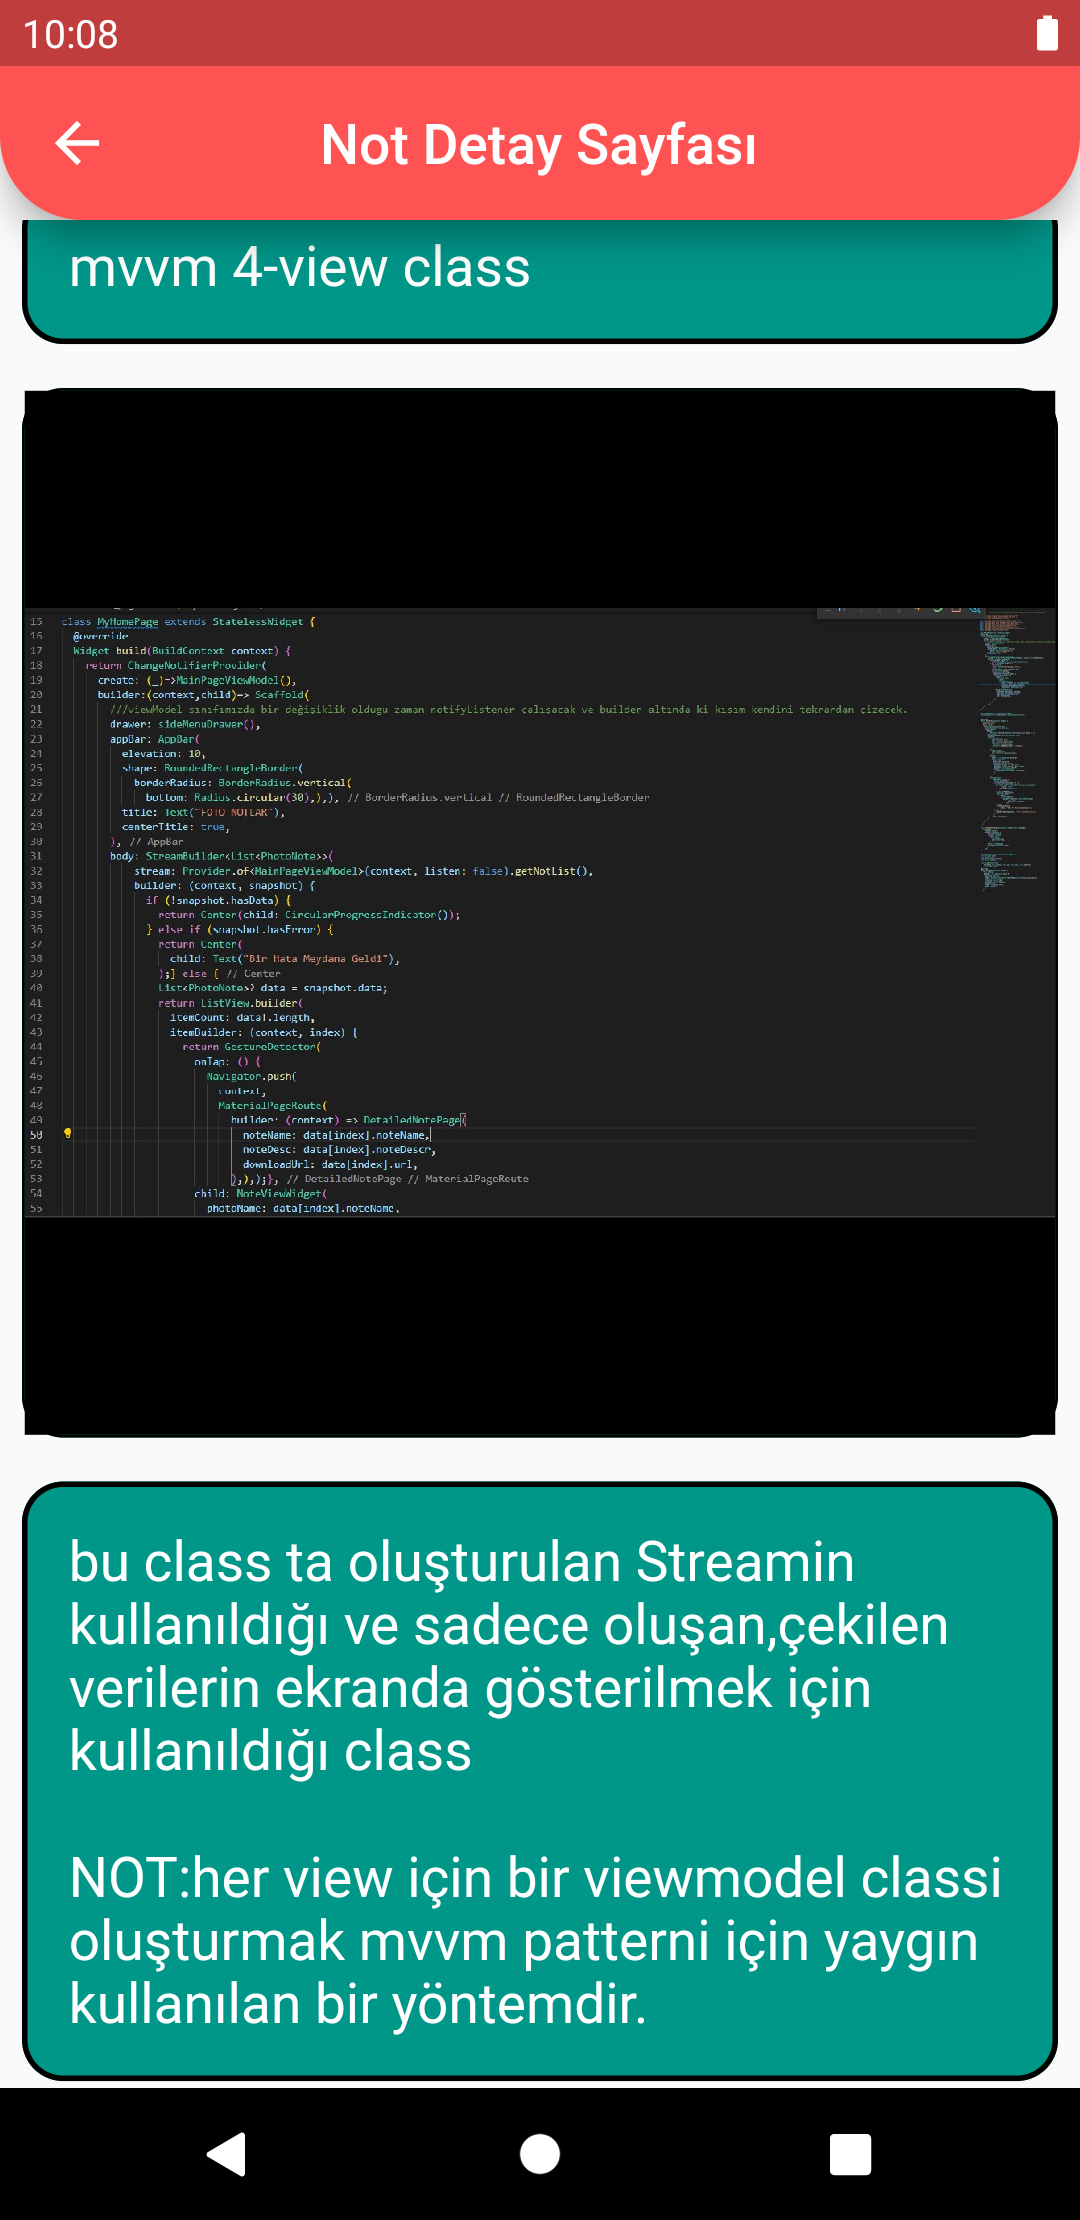 10:08
Not Detay Sayfası
mvvm 4-view class
15 class MyHomePage extends StatelessWidget {
16 @override
17 Widget build(BuildContext context) {
18 return ChangeNotifierProvider(
19 create: (_)=>MainPageViewModel(),
20 builder:(context,child)=> Scaffold(
21 ///viewModel sınıfımızda bir değişiklik oldugu zaman notifyListener çalısacak ve builder altında ki kısım kendini teknrardan çizecek.
22 drawer: sideMenuDrawer(),
23 appBar: AppBar(
24 elevation: 10,
25 shape: RoundedRectangleBorder(
26 borderRadius: BorderRadius.vertical(
27 bottom: Radius.circular(30),),), // BorderRadius.vertical // RoundedRectangleBorder
28 title: Text("FOTO NOTLAR"),
29 centerTitle: true,
30 ), // AppBar
31 body: StreamBuilder<List<PhotoNote>>(
32 stream: Provider.of<MainPageViewModel>(context, listen: false).getNotList(),
33 builder: (context, snapshot) {
34 if (!snapshot.hasData) {
35 return Center(child: CircularProgressIndicator());
36 } else if (snapshot.hasError) {
37 return Center(
38 child: Text("Bir Hata Meydana Geldi"),
39 );} else { // Center
40 List<PhotoNote>? data = snapshot.data;
41 return ListView.builder(
42 itemCount: data!.length,
43 itemBuilder: (context, index) {
44 return GestureDetector(
45 onTap: () {
46 Navigator.push(
47 context,
48 MaterialPageRoute(
49 builder: (context) => DetailedNotePage(
50 noteName: data[index].noteName,
51 noteDesc: data[index].noteDescr,
52 downloadUrl: data[index].url,
53 ),),);}, // DetailedNotePage // MaterialPageRoute
54 child: NoteViewWidget(
55 photoName: data[index].noteName,
bu class ta oluşturulan Streamin
kullanıldığı ve sadece oluşan,çekilen
verilerin ekranda gösterilmek için
kullanıldığı class
NOT:her view için bir viewmodel classi
oluşturmak mvvm patterni için yaygın
kullanılan bir yöntemdir.